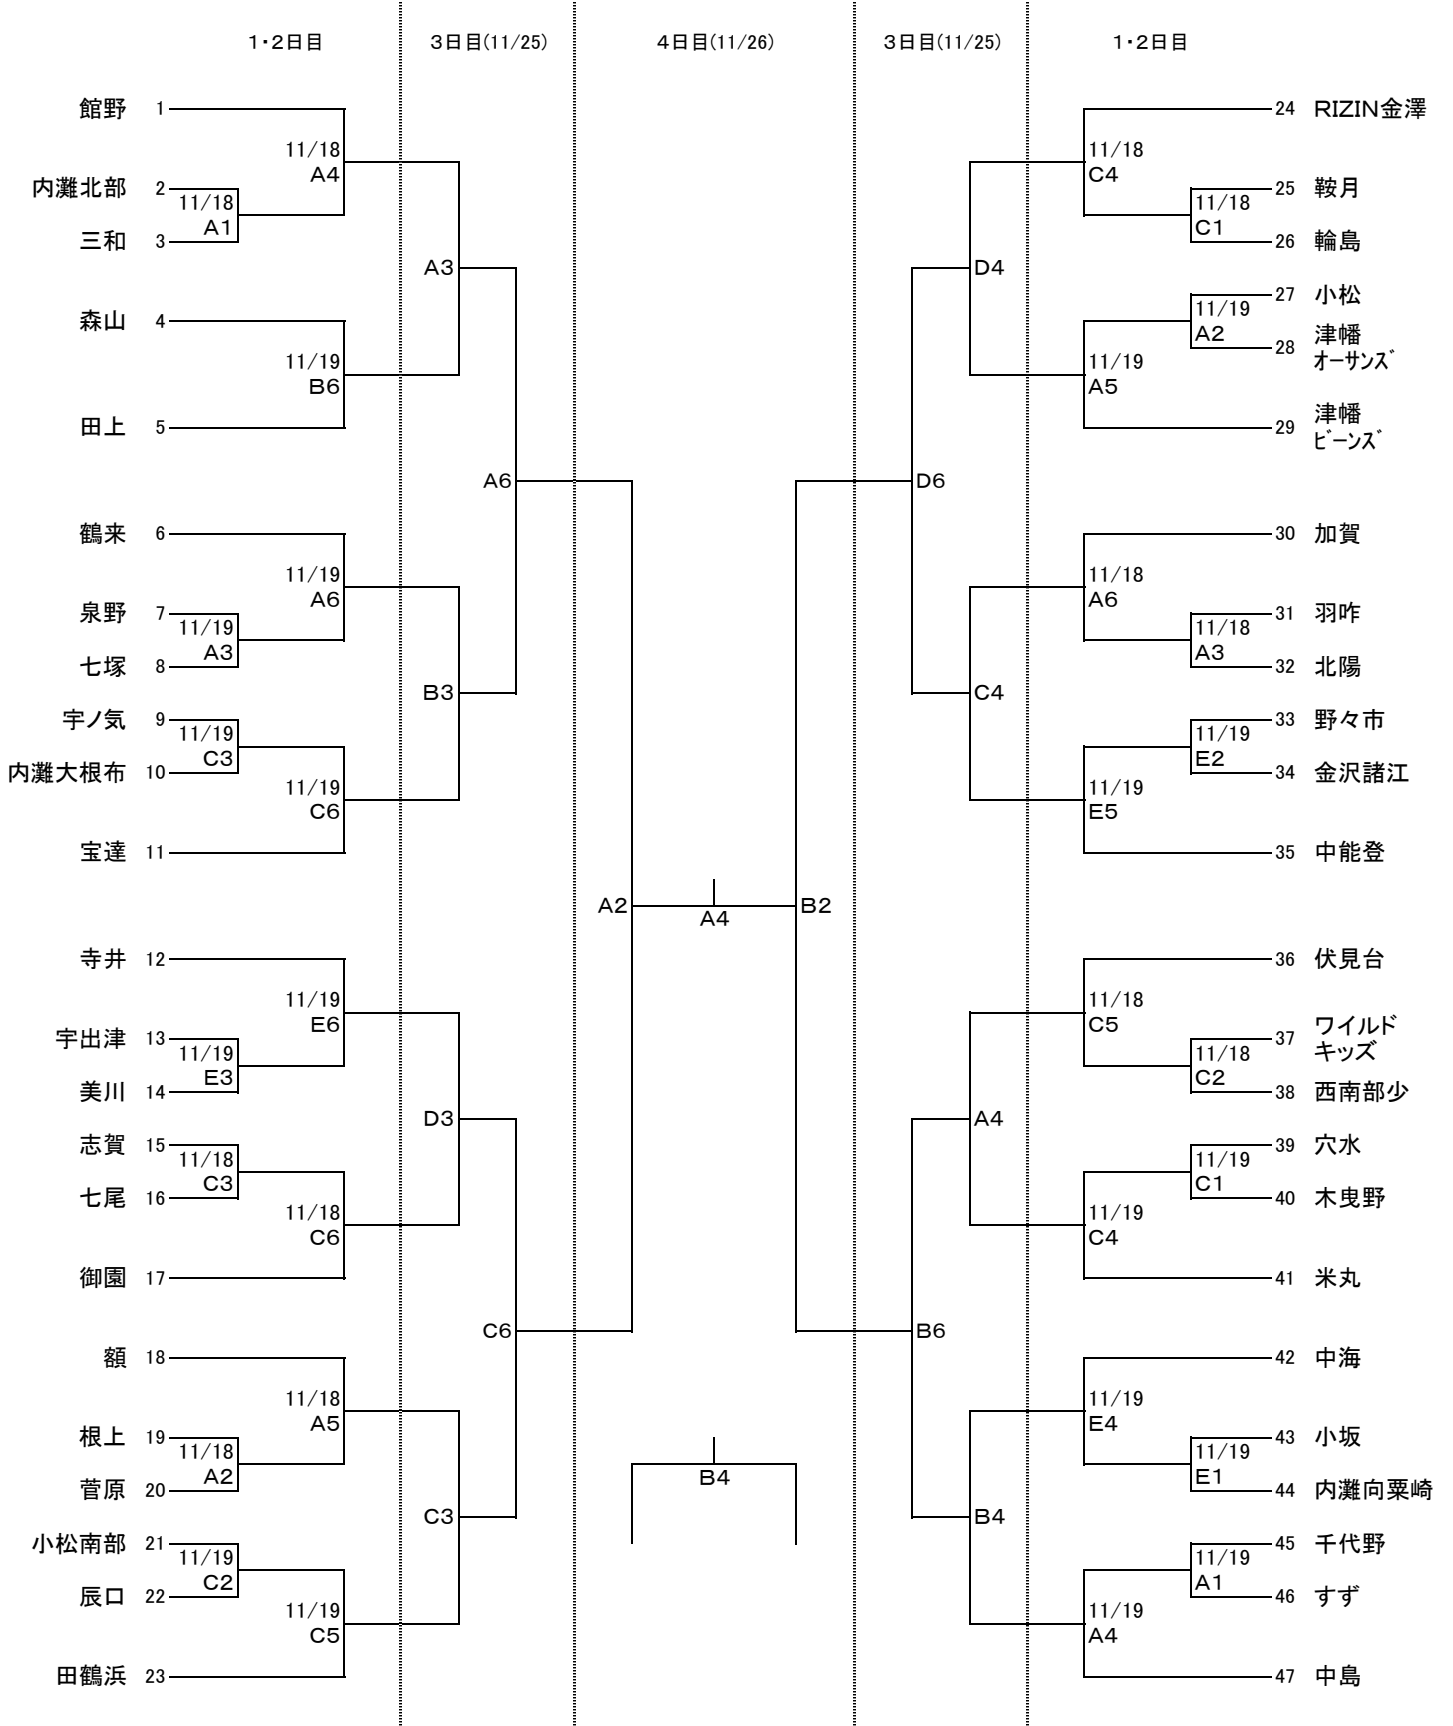 1・2日目 3日目(11/25) 4日目(11/26) 3日目(11/25) 1・2日目
館野 1
11/18
A4
内灘北部 2
11/18
A1
三和 3
A3
森山 4
11/19
B6
田上 5
A6
鶴来 6
11/19
A6
泉野 7
11/19
A3
七塚 8
B3
宇ノ気 9
11/19
C3
内灘大根布 10
11/19
C6
宝達 11
A2
寺井 12
11/19
E6
宇出津 13
11/19
E3
美川 14
D3
志賀 15
11/18
C3
七尾 16
11/18
C6
御園 17
C6
額 18
11/18
A5
根上 19
11/18
A2
菅原 20
C3
小松南部 21
11/19
C2
辰口 22
11/19
C5
田鶴浜 23
A4
B4
24 RIZIN金澤
11/18
C4
25 鞍月
11/18
C1
26 輪島
D4
27 小松
11/19
A2
28 津幡
オーサンズ
11/19
A5
29 津幡
ビーンズ
D6
30 加賀
11/18
A6
31 羽咋
11/18
A3
32 北陽
C4
33 野々市
11/19
E2
34 金沢諸江
11/19
E5
35 中能登
B2
36 伏見台
11/18
C5
37 ワイルド
キッズ
11/18
C2
38 西南部少
A4
39 穴水
11/19
C1
40 木曳野
11/19
C4
41 米丸
B6
42 中海
11/19
E4
43 小坂
11/19
E1
44 内灘向粟崎
B4
45 千代野
11/19
A1
46 すず
11/19
A4
47 中島